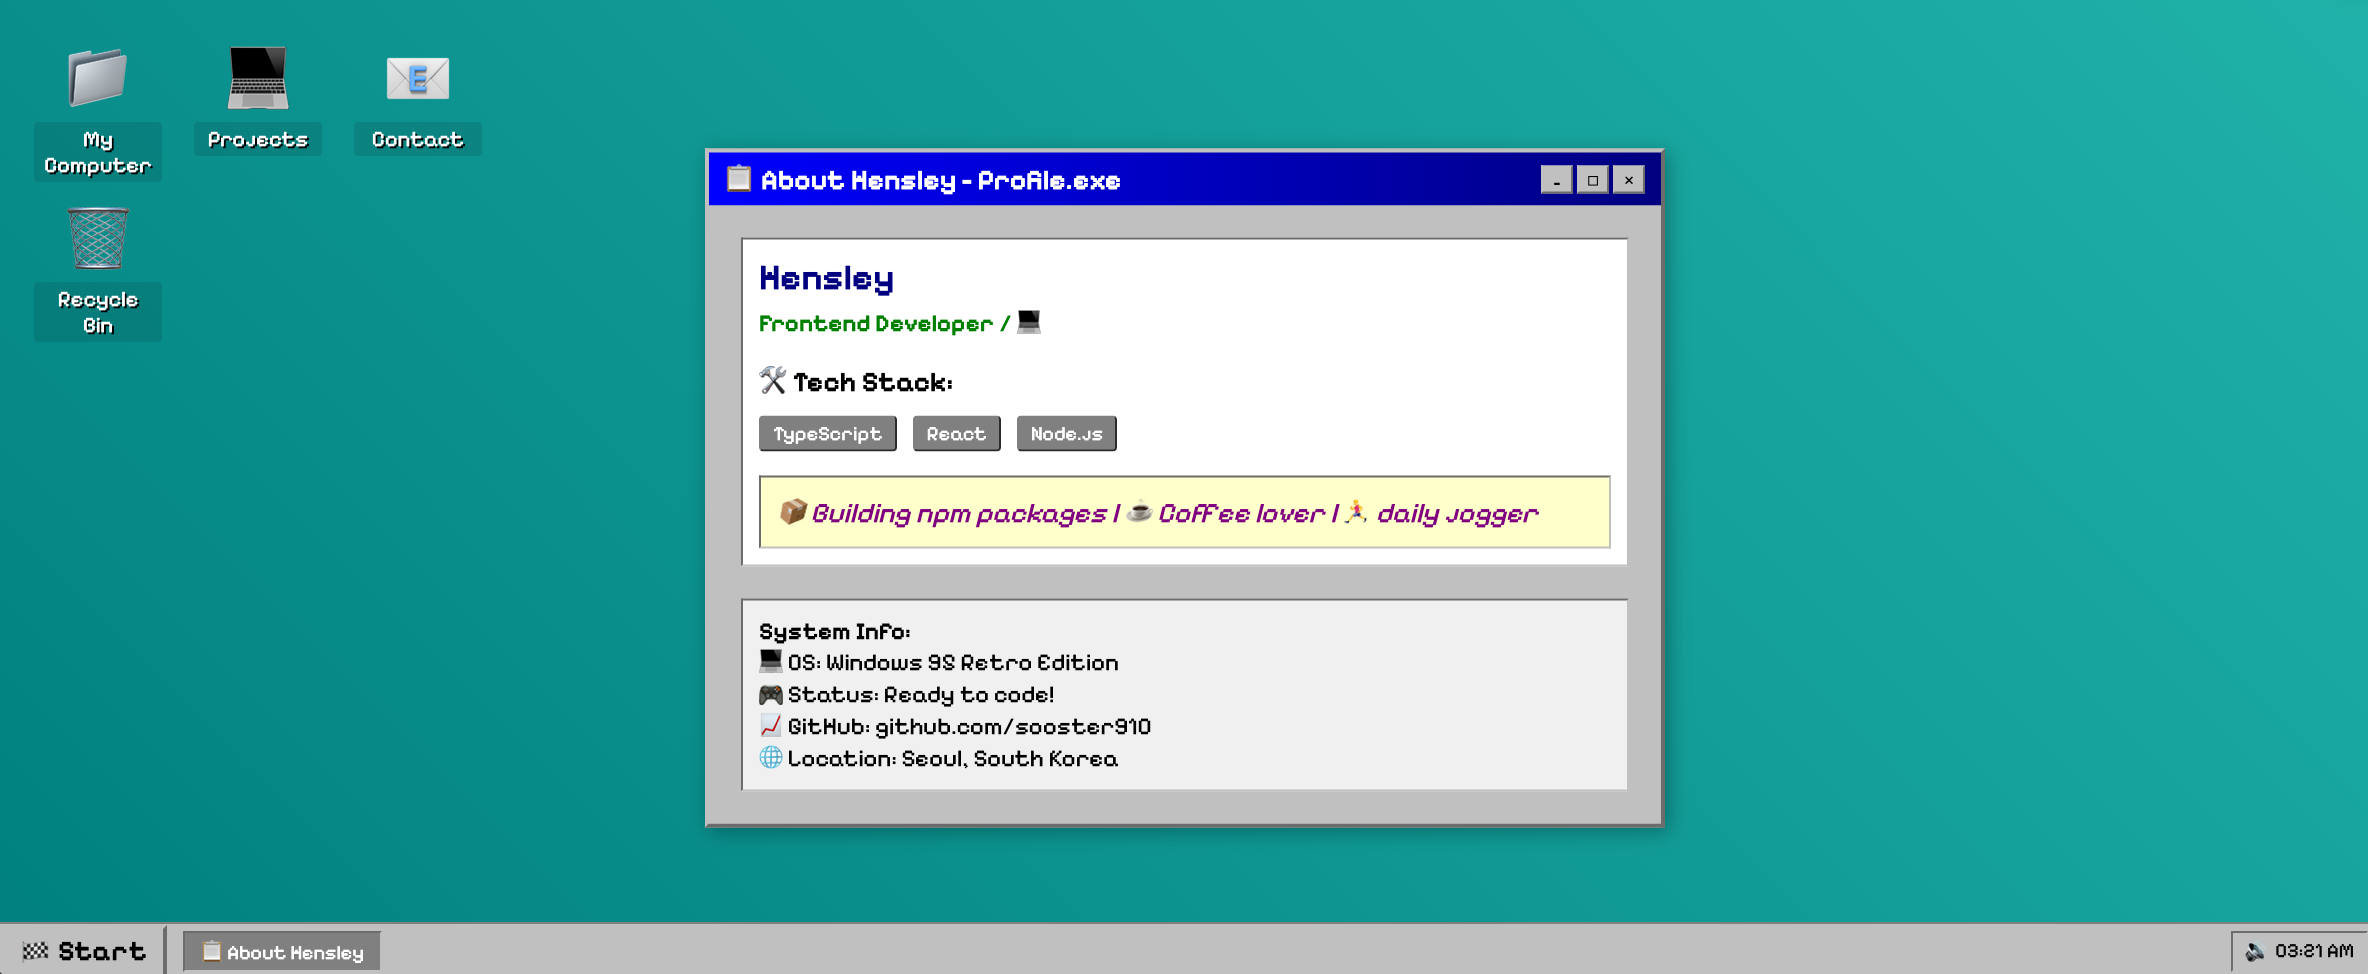 My
Computer
Projects
Contact
Recycle
Bin
About Hensley - Profile.exe
Hensley
Frontend Developer /
Tech Stack:
TypeScript
React
Node.js
Building npm packages | Coffee lover | daily jogger
System Info:
OS: Windows 98 Retro Edition
Status: Ready to code!
GitHub: github.com/sooster910
Location: Seoul, South Korea
Start
About Hensley
03:21 AM